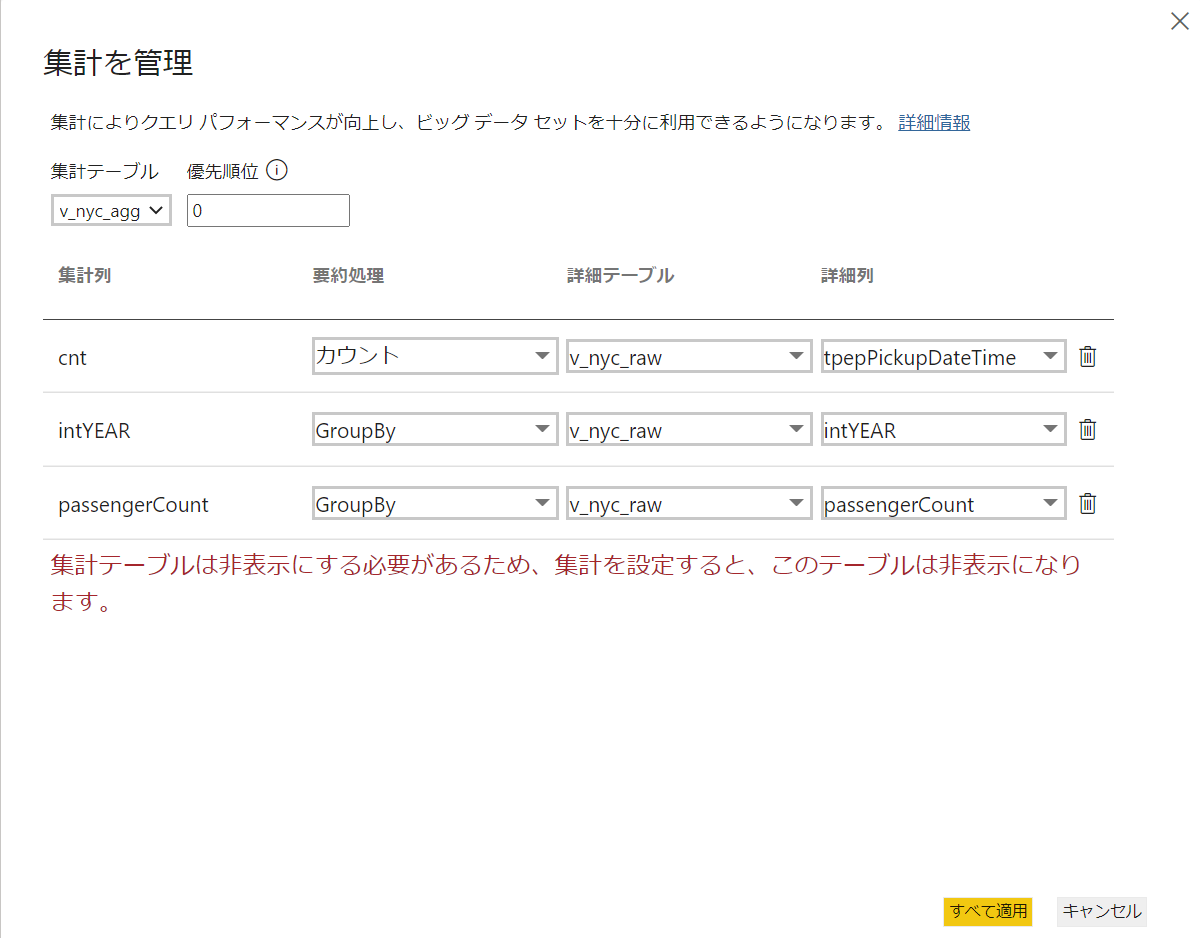 集計を管理
集計によりクエリ パフォーマンスが向上し、ビッグ データ セットを十分に利用できるようになります。 詳細情報
集計テーブル 優先順位
v_nyc_agg 0
集計列 要約処理 詳細テーブル 詳細列
cnt カウント v_nyc_raw tpepPickupDateTime
intYEAR GroupBy v_nyc_raw intYEAR
passengerCount GroupBy v_nyc_raw passengerCount
集計テーブルは非表示にする必要があるため、集計を設定すると、このテーブルは非表示になり
ます。
すべて適用 キャンセル